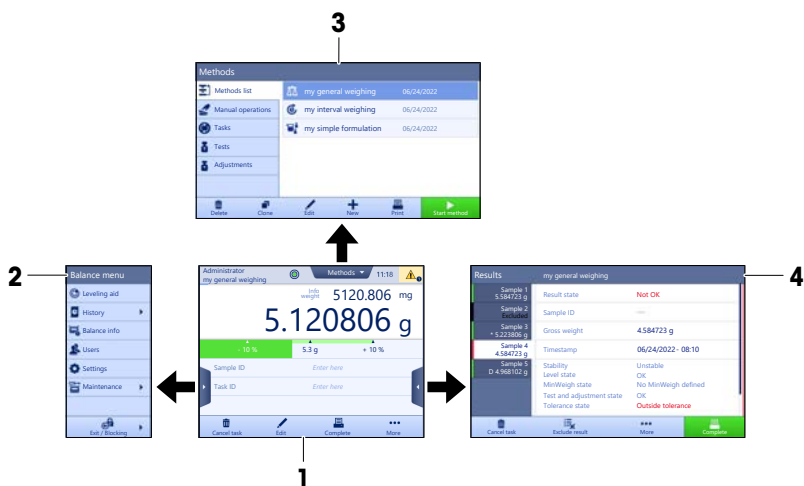 3
Methods
Methods list
Manual operations
Tasks
Tests
Adjustments
my general weighing 06/24/2022
my interval weighing 06/24/2022
my simple formulation 06/24/2022
Delete Clone Edit New Print Start method
2
Balance menu
Leveling aid
History
Balance info
Users
Settings
Maintenance
Exit / Blocking
Administrator
my general weighing
Methods 11:18
Info weight 5120.806 mg
5.120806 g
- 10 % 5.3 g + 10 %
Sample ID Enter here
Task ID Enter here
Cancel task Edit Complete More
1
4
Results my general weighing
Sample 1
5.584723 g
Sample 2
Excluded
Sample 3
* 5.223806 g
Sample 4
4.584723 g
Sample 5
D 4.968102 g
Result state Not OK
Sample ID ---
Gross weight 4.584723 g
Timestamp 06/24/2022 - 08:10
Stability Unstable
Level state OK
MinWeigh state No MinWeigh defined
Test and adjustment state OK
Tolerance state Outside tolerance
Cancel task Exclude result More Complete